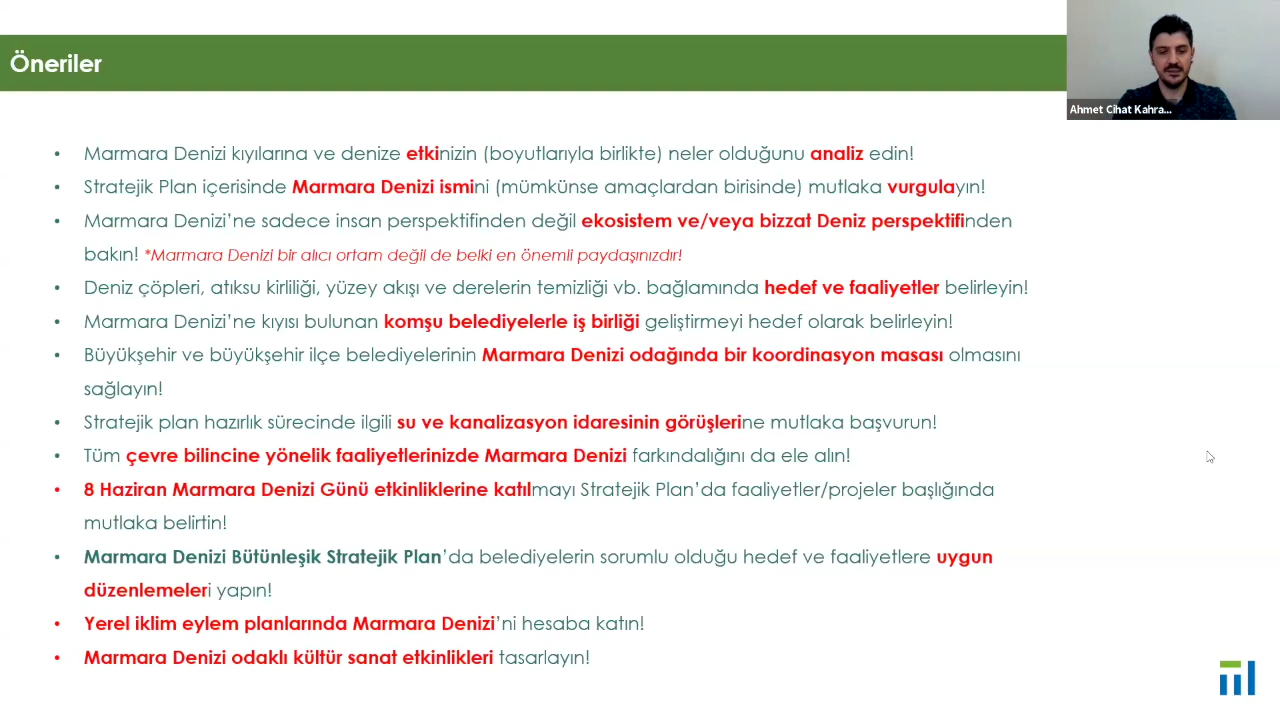 Öneriler
Ahmet Cihat Kahra...
• Marmara Denizi kıyılarına ve denize etkinizin (boyutlarıyla birlikte) neler olduğunu analiz edin!
• Stratejik Plan içerisinde Marmara Denizi ismini (mümkünse amaçlardan birisinde) mutlaka vurgulayın!
• Marmara Denizi’ne sadece insan perspektifinden değil ekosistem ve/veya bizzat Deniz perspektifinden
bakın! *Marmara Denizi bir alıcı ortam değil de belki en önemli paydaşınızdır!
• Deniz çöpleri, atıksu kirliliği, yüzey akışı ve derelerin temizliği vb. bağlamında hedef ve faaliyetler belirleyin!
• Marmara Denizi’ne kıyısı bulunan komşu belediyelerle iş birliği geliştirmeyi hedef olarak belirleyin!
• Büyükşehir ve büyükşehir ilçe belediyelerinin Marmara Denizi odağında bir koordinasyon masası olmasını
sağlayın!
• Stratejik plan hazırlık sürecinde ilgili su ve kanalizasyon idaresinin görüşlerine mutlaka başvurun!
• Tüm çevre bilincine yönelik faaliyetlerinizde Marmara Denizi farkındalığını da ele alın!
• 8 Haziran Marmara Denizi Günü etkinliklerine katılmayı Stratejik Plan’da faaliyetler/projeler başlığında
mutlaka belirtin!
• Marmara Denizi Bütünleşik Stratejik Plan’da belediyelerin sorumlu olduğu hedef ve faaliyetlere uygun
düzenlemeleri yapın!
• Yerel iklim eylem planlarında Marmara Denizi’ni hesaba katın!
• Marmara Denizi odaklı kültür sanat etkinlikleri tasarlayın!